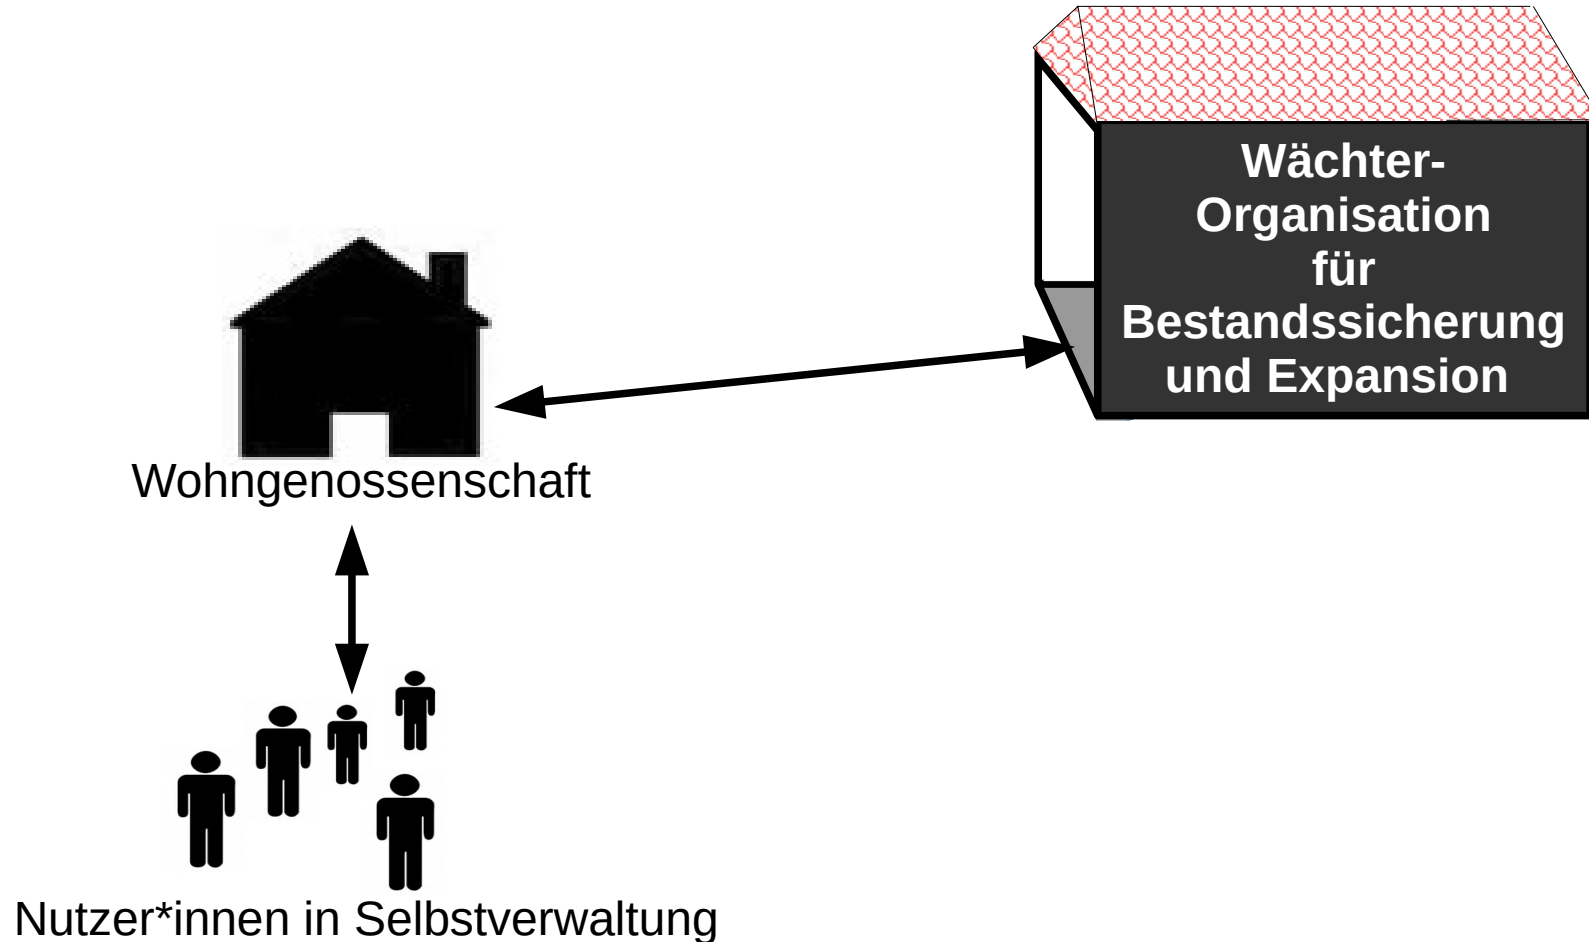 Wächter-
Organisation
für
Bestandssicherung
und Expansion
Wohngenossenschaft
Nutzer*innen in Selbstverwaltung